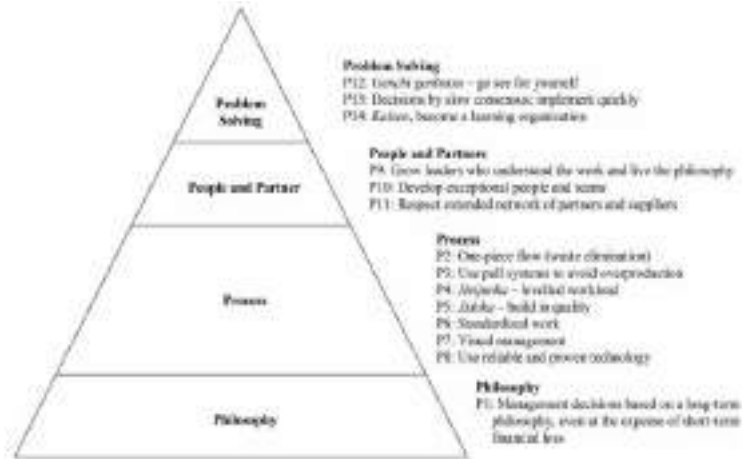 Problem Solving
P12: Genchi genbutsu – go see for yourself
P13: Decisions by slow consensus; implement quickly
P14: Kaizen, become a learning organisation
Problem
Solving
People and Partners
P9: Grow leaders who understand the work and live the philosophy
P10: Develop exceptional people and teams
P11: Respect extended network of partners and suppliers
People and Partner
Process
P2: One-piece flow (waste elimination)
P3: Use pull systems to avoid overproduction
P4: Heijunka – levelled workload
P5: Jidoka – build in quality
P6: Standardised work
P7: Visual management
P8: Use reliable and proven technology
Process
Philosophy
P1: Management decisions based on a long-term
philosophy, even at the expense of short-term
financial loss
Philosophy